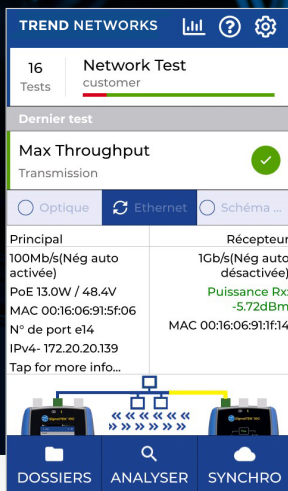 TREND NETWORKS
16
Tests
Network Test
customer
Dernier test
Max Throughput
Transmission
Optique
Ethernet
Schéma ...
Principal
Récepteur
100Mb/s(Nég auto
activée)
1Gb/s(Nég auto
désactivée)
PoE 13.0W / 48.4V
Puissance Rx:
-5.72dBm
MAC 00:16:06:91:5f:06
MAC 00:16:06:91:1f:14
N° de port e14
IPv4- 172.20.20.139
Tap for more info...
DOSSIERS
ANALYSER
SYNCHRO